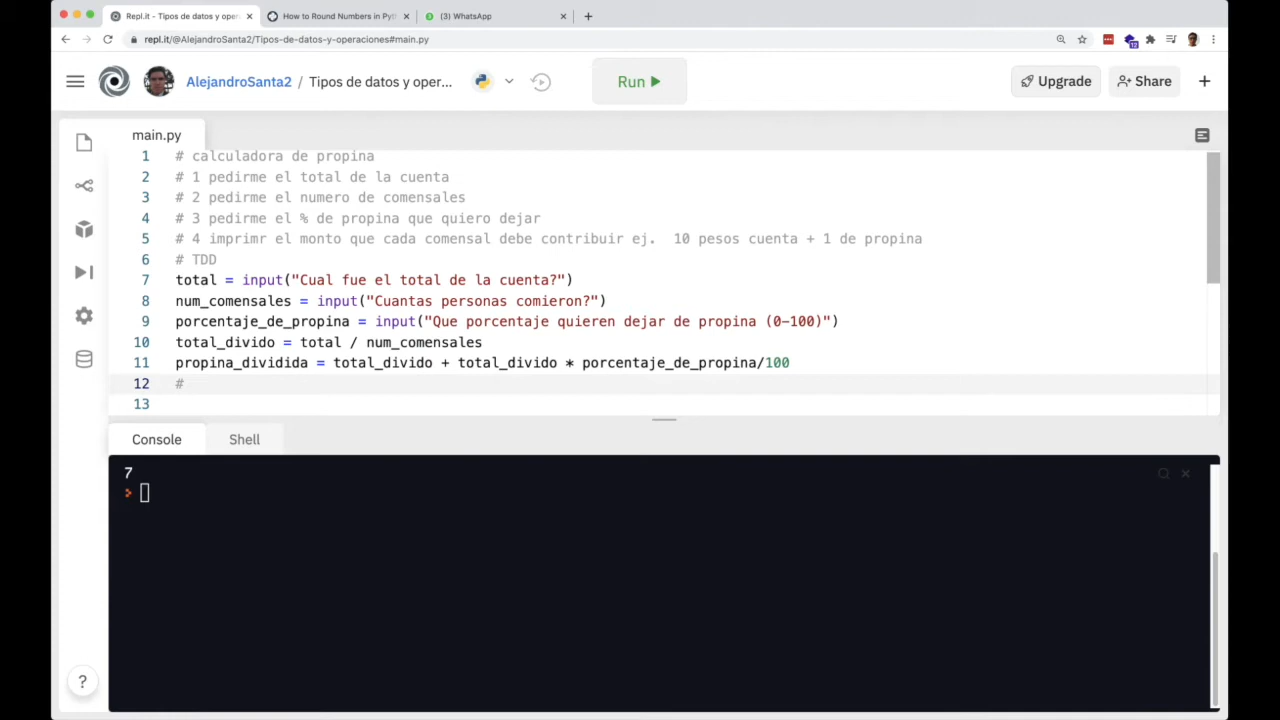 Repl.it - Tipos de datos y oper
How to Round Numbers in Pyt
(3) WhatsApp
repl.it/@AlejandroSanta2/Tipos-de-datos-y-operaciones#main.py
12
AlejandroSanta2 / Tipos de datos y oper...
Run
Upgrade
Share
main.py
1 # calculadora de propina
2 # 1 pedirme el total de la cuenta
3 # 2 pedirme el numero de comensales
4 # 3 pedirme el % de propina que quiero dejar
5 # 4 imprimr el monto que cada comensal debe contribuir ej.  10 pesos cuenta + 1 de propina
6 # TDD
7 total = input("Cual fue el total de la cuenta?")
8 num_comensales = input("Cuantas personas comieron?")
9 porcentaje_de_propina = input("Que porcentaje quieren dejar de propina (0-100)")
10 total_divido = total / num_comensales
11 propina_dividida = total_divido + total_divido * porcentaje_de_propina/100
12 #
13
Console
Shell
7
?